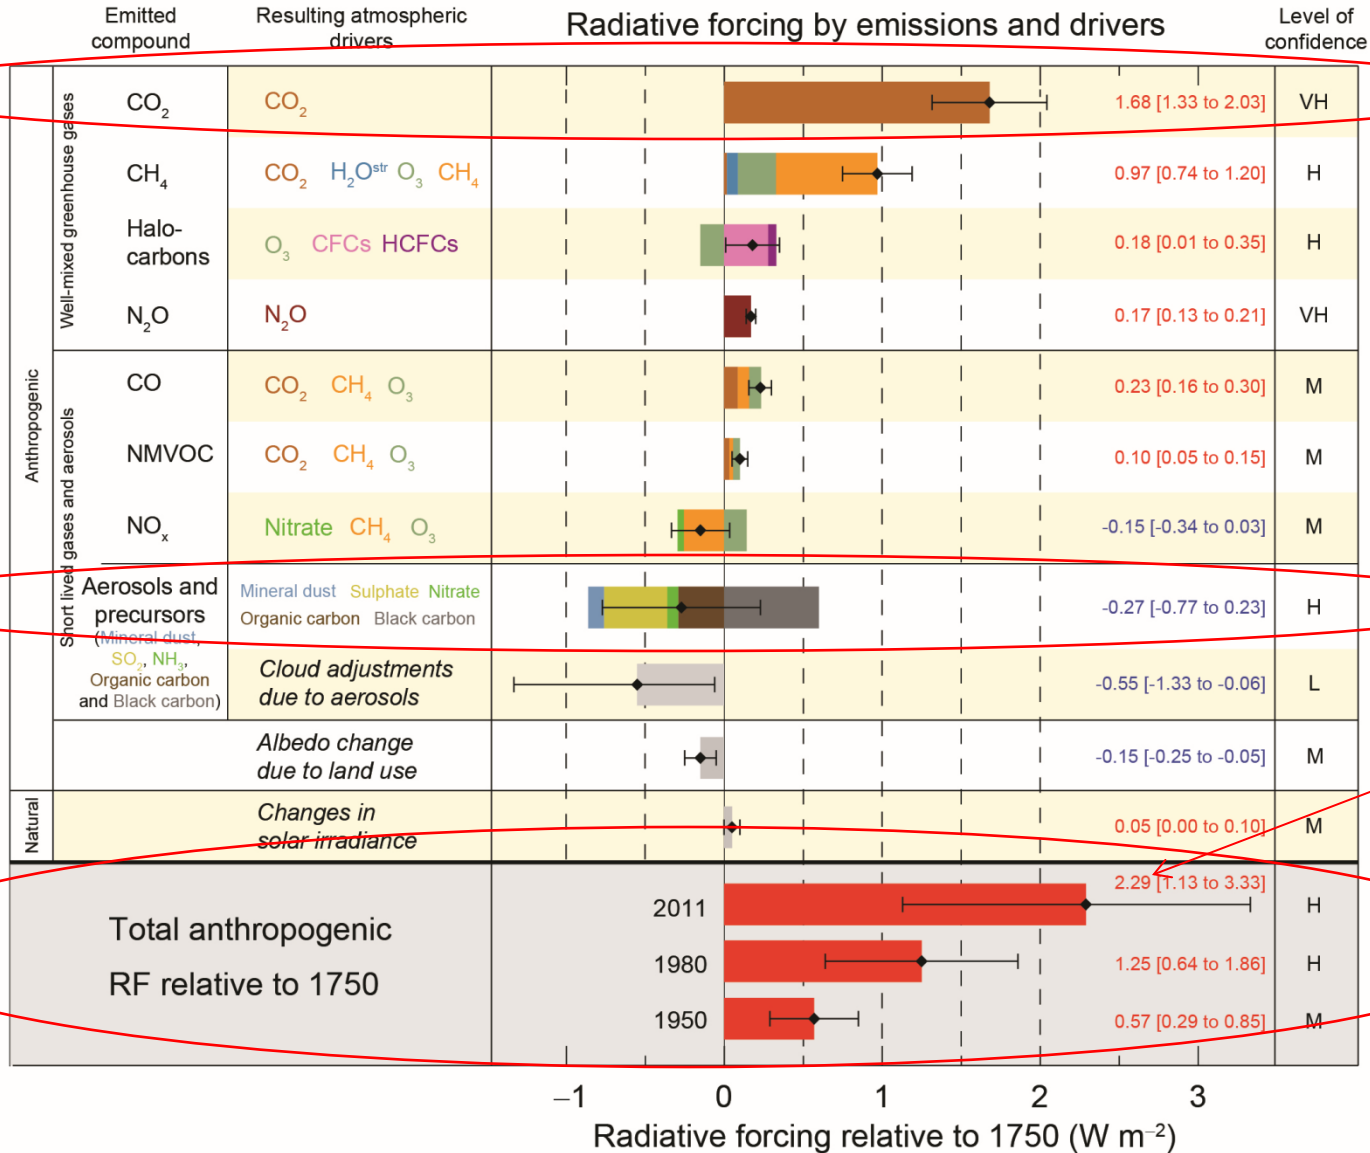 Emitted compound
Resulting atmospheric drivers
Radiative forcing by emissions and drivers
Level of confidence
Anthropogenic
Well-mixed greenhouse gases
CO₂
CO₂
1.68 [1.33 to 2.03]
VH
CH₄
CO₂ H₂Oˢᵗʳ O₃ CH₄
0.97 [0.74 to 1.20]
H
Halo-
carbons
O₃ CFCs HCFCs
0.18 [0.01 to 0.35]
H
N₂O
N₂O
0.17 [0.13 to 0.21]
VH
Short lived gases and aerosols
CO
CO₂ CH₄ O₃
0.23 [0.16 to 0.30]
M
NMVOC
CO₂ CH₄ O₃
0.10 [0.05 to 0.15]
M
NOₓ
Nitrate CH₄ O₃
-0.15 [-0.34 to 0.03]
M
Aerosols and
precursors
(Mineral dust,
SO₂, NH₃,
Organic carbon
and Black carbon)
Mineral dust Sulphate Nitrate
Organic carbon Black carbon
-0.27 [-0.77 to 0.23]
H
Cloud adjustments
due to aerosols
-0.55 [-1.33 to -0.06]
L
Albedo change
due to land use
-0.15 [-0.25 to -0.05]
M
Natural
Changes in
solar irradiance
0.05 [0.00 to 0.10]
M
Total anthropogenic
RF relative to 1750
2011
2.29 [1.13 to 3.33]
H
1980
1.25 [0.64 to 1.86]
H
1950
0.57 [0.29 to 0.85]
M
−1 0 1 2 3
Radiative forcing relative to 1750 (W m⁻²)